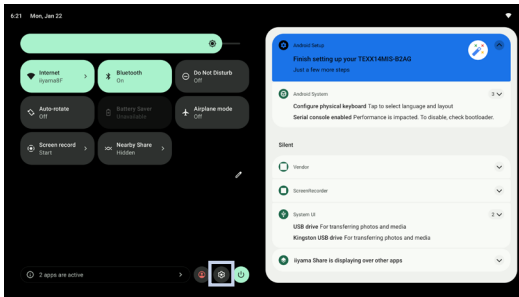 6:21 Mon, Jan 22
Internet
iiyama8F
Bluetooth
On
Do Not Disturb
Off
Auto-rotate
Off
Battery Saver
Unavailable
Airplane mode
Off
Screen record
Start
Nearby Share
Hidden
2 apps are active
Android Setup
Finish setting up your TEXX14MIS-B2AG
Just a few more steps
Android System
3
Configure physical keyboard Tap to select language and layout
Serial console enabled Performance is impacted. To disable, check bootloader.
Silent
Vendor
ScreenRecorder
System UI
2
USB drive For transferring photos and media
Kingston USB drive For transferring photos and media
iiyama Share is displaying over other apps